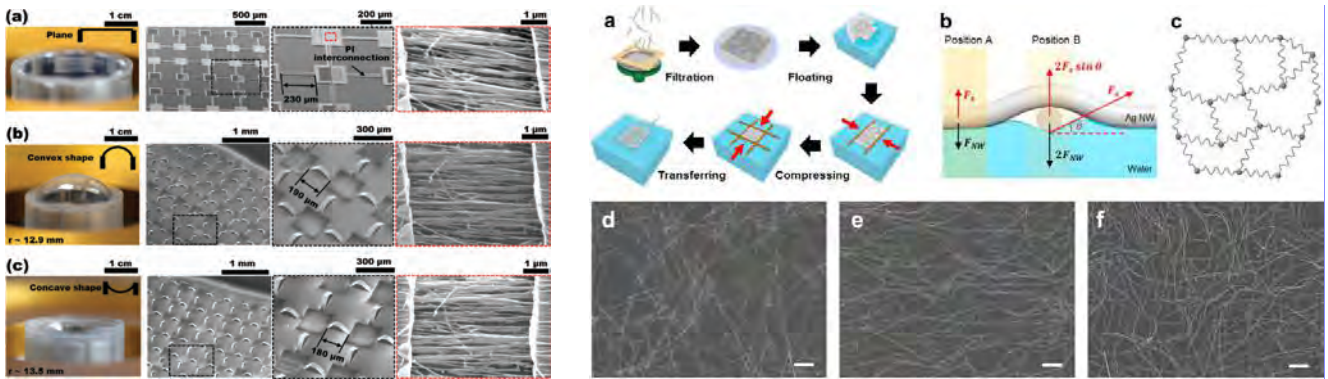 (a)
1 cm
500 µm
200 µm
1 µm
Plane
PI
interconnection
230 µm
(b)
1 cm
1 mm
300 µm
1 µm
Convex shape
190 µm
r ~ 12.9 mm
(c)
1 cm
1 mm
300 µm
1 µm
Concave shape
180 µm
r ~ 13.5 mm
a
Filtration
Floating
Transferring
Compressing
b
Position A
Position B
2Fₛ sin θ
Fₛ
Fₛ
θ
Ag NW
F_NW
2F_NW
Water
c
d
e
f